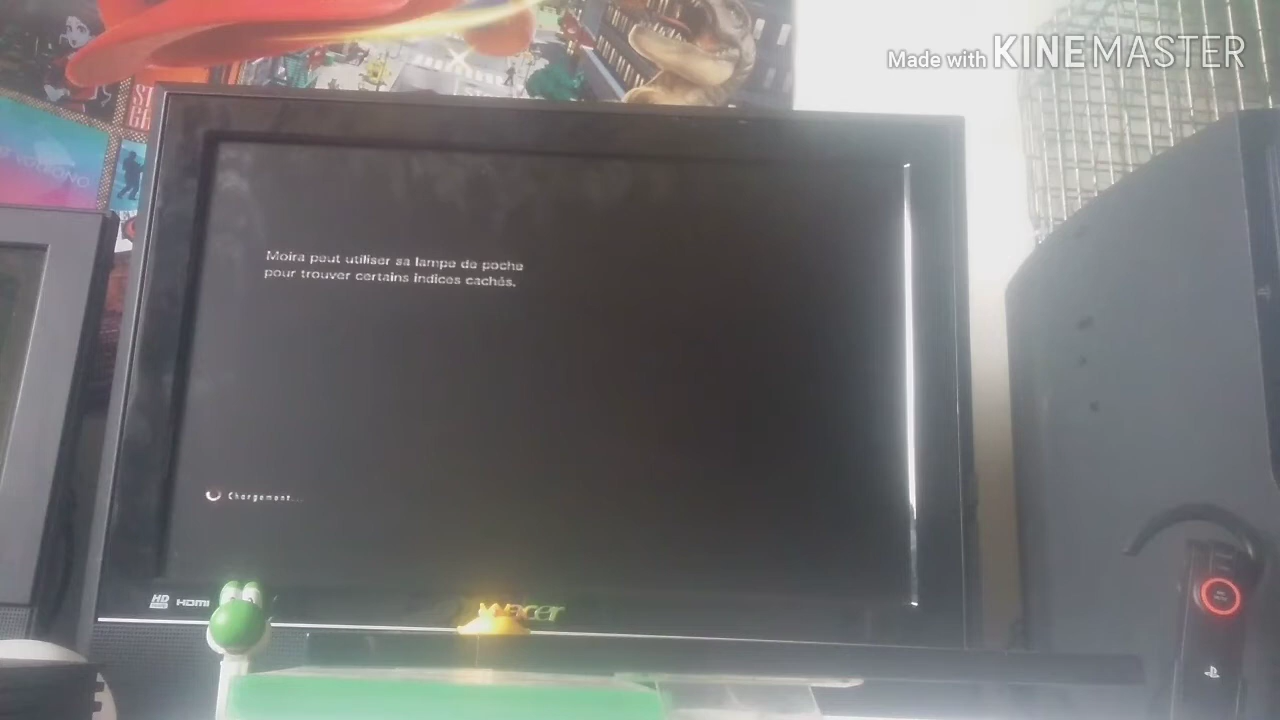 Made with KINEMASTER
Moira peut utiliser sa lampe de poche
pour trouver certains indices cachés.
Chargement...
HD
HDMI
acer